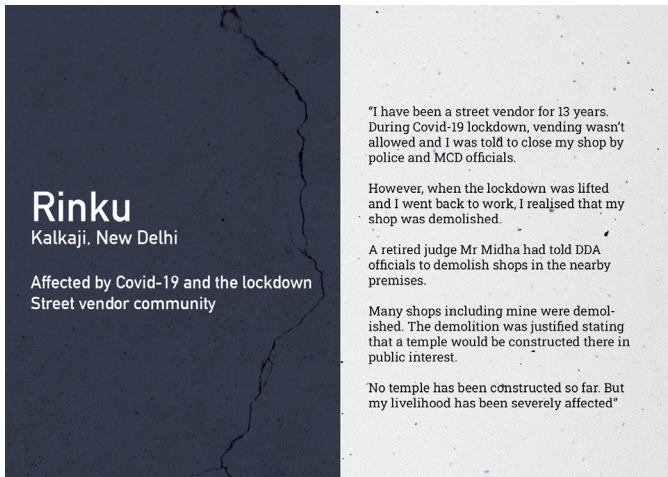 Rinku
Kalkaji, New Delhi
Affected by Covid-19 and the lockdown
Street vendor community
“I have been a street vendor for 13 years.
During Covid-19 lockdown, vending wasn’t
allowed and I was told to close my shop by
police and MCD officials.
However, when the lockdown was lifted
and I went back to work, I realised that my
shop was demolished.
A retired judge Mr Midha had told DDA
officials to demolish shops in the nearby
premises.
Many shops including mine were demol-
ished. The demolition was justified stating
that a temple would be constructed there in
public interest.
No temple has been constructed so far. But
my livelihood has been severely affected”